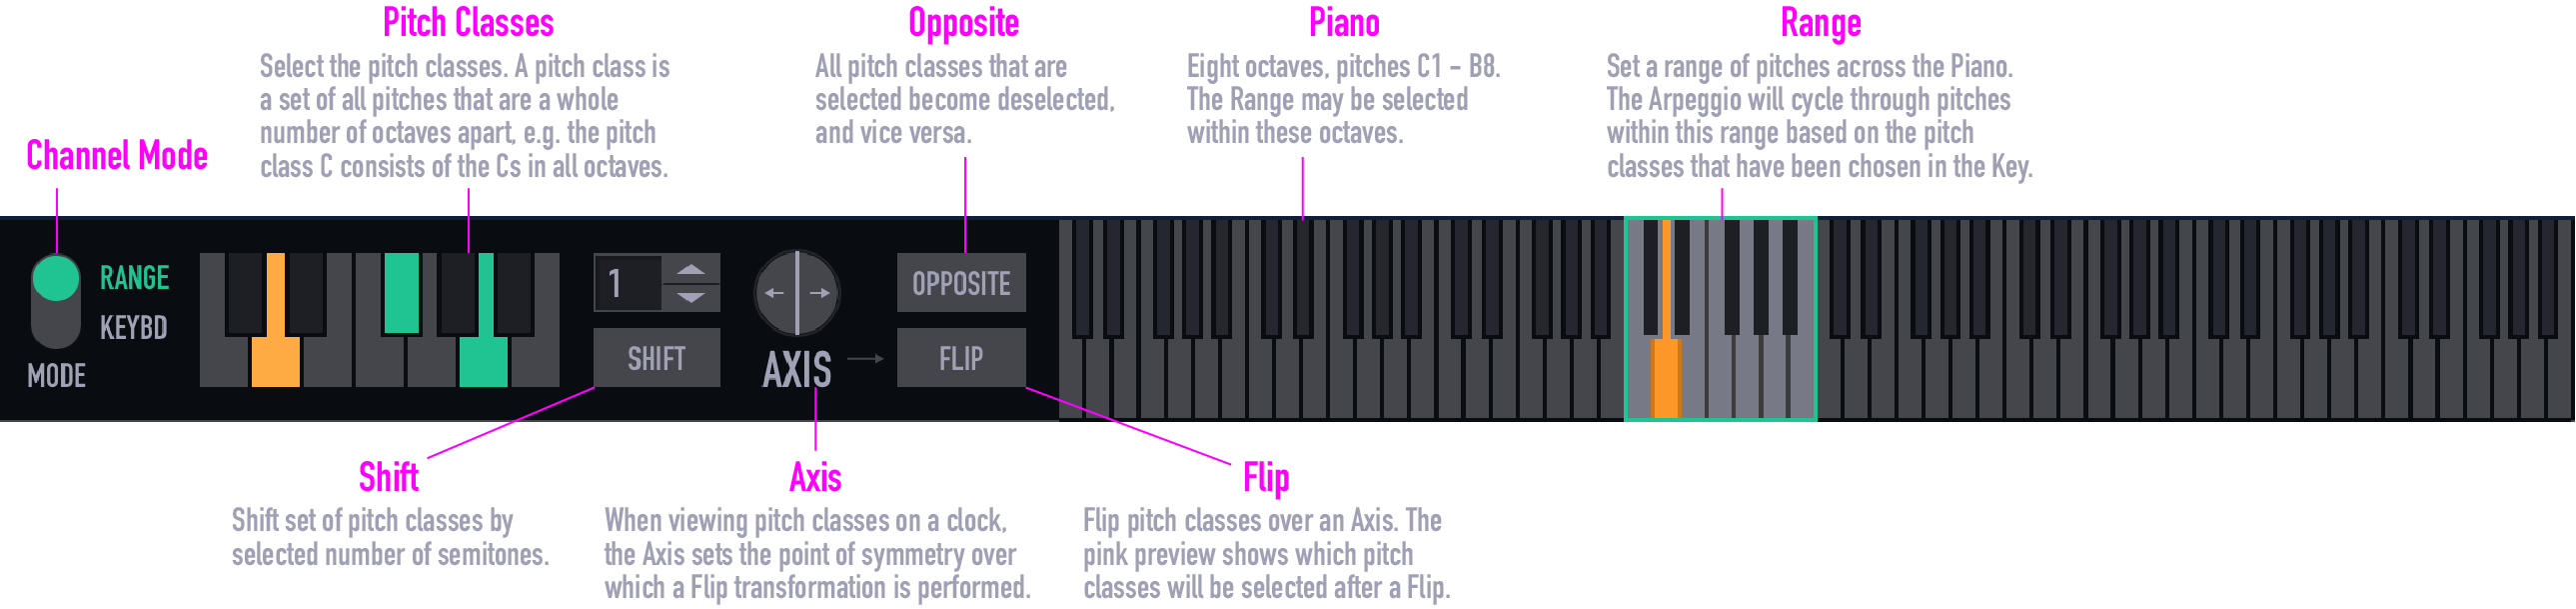 Pitch Classes
Select the pitch classes. A pitch class is
a set of all pitches that are a whole
number of octaves apart, e.g. the pitch
class C consists of the Cs in all octaves.
Opposite
All pitch classes that are
selected become deselected,
and vice versa.
Piano
Eight octaves, pitches C1 - B8.
The Range may be selected
within these octaves.
Range
Set a range of pitches across the Piano.
The Arpeggio will cycle through pitches
within this range based on the pitch
classes that have been chosen in the Key.
Channel Mode
RANGE
KEYBD
MODE
1
SHIFT
AXIS
OPPOSITE
FLIP
Shift
Shift set of pitch classes by
selected number of semitones.
Axis
When viewing pitch classes on a clock,
the Axis sets the point of symmetry over
which a Flip transformation is performed.
Flip
Flip pitch classes over an Axis. The
pink preview shows which pitch
classes will be selected after a Flip.